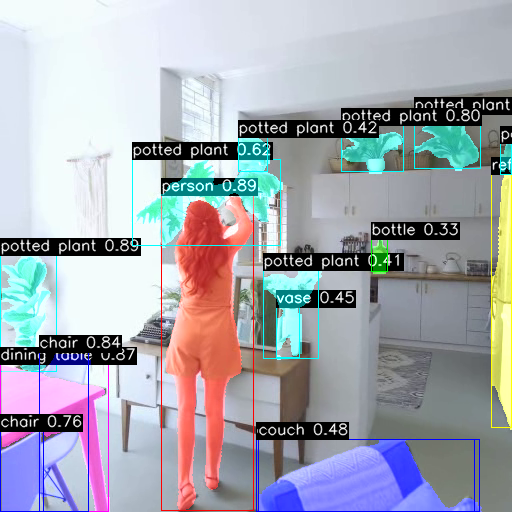 potted plant
potted plant 0.80
potted plant 0.42
potted plant 0.62
person 0.89
bottle 0.33
potted plant 0.89
potted plant 0.41
vase 0.45
chair 0.84
dining table 0.87
chair 0.76
couch 0.48